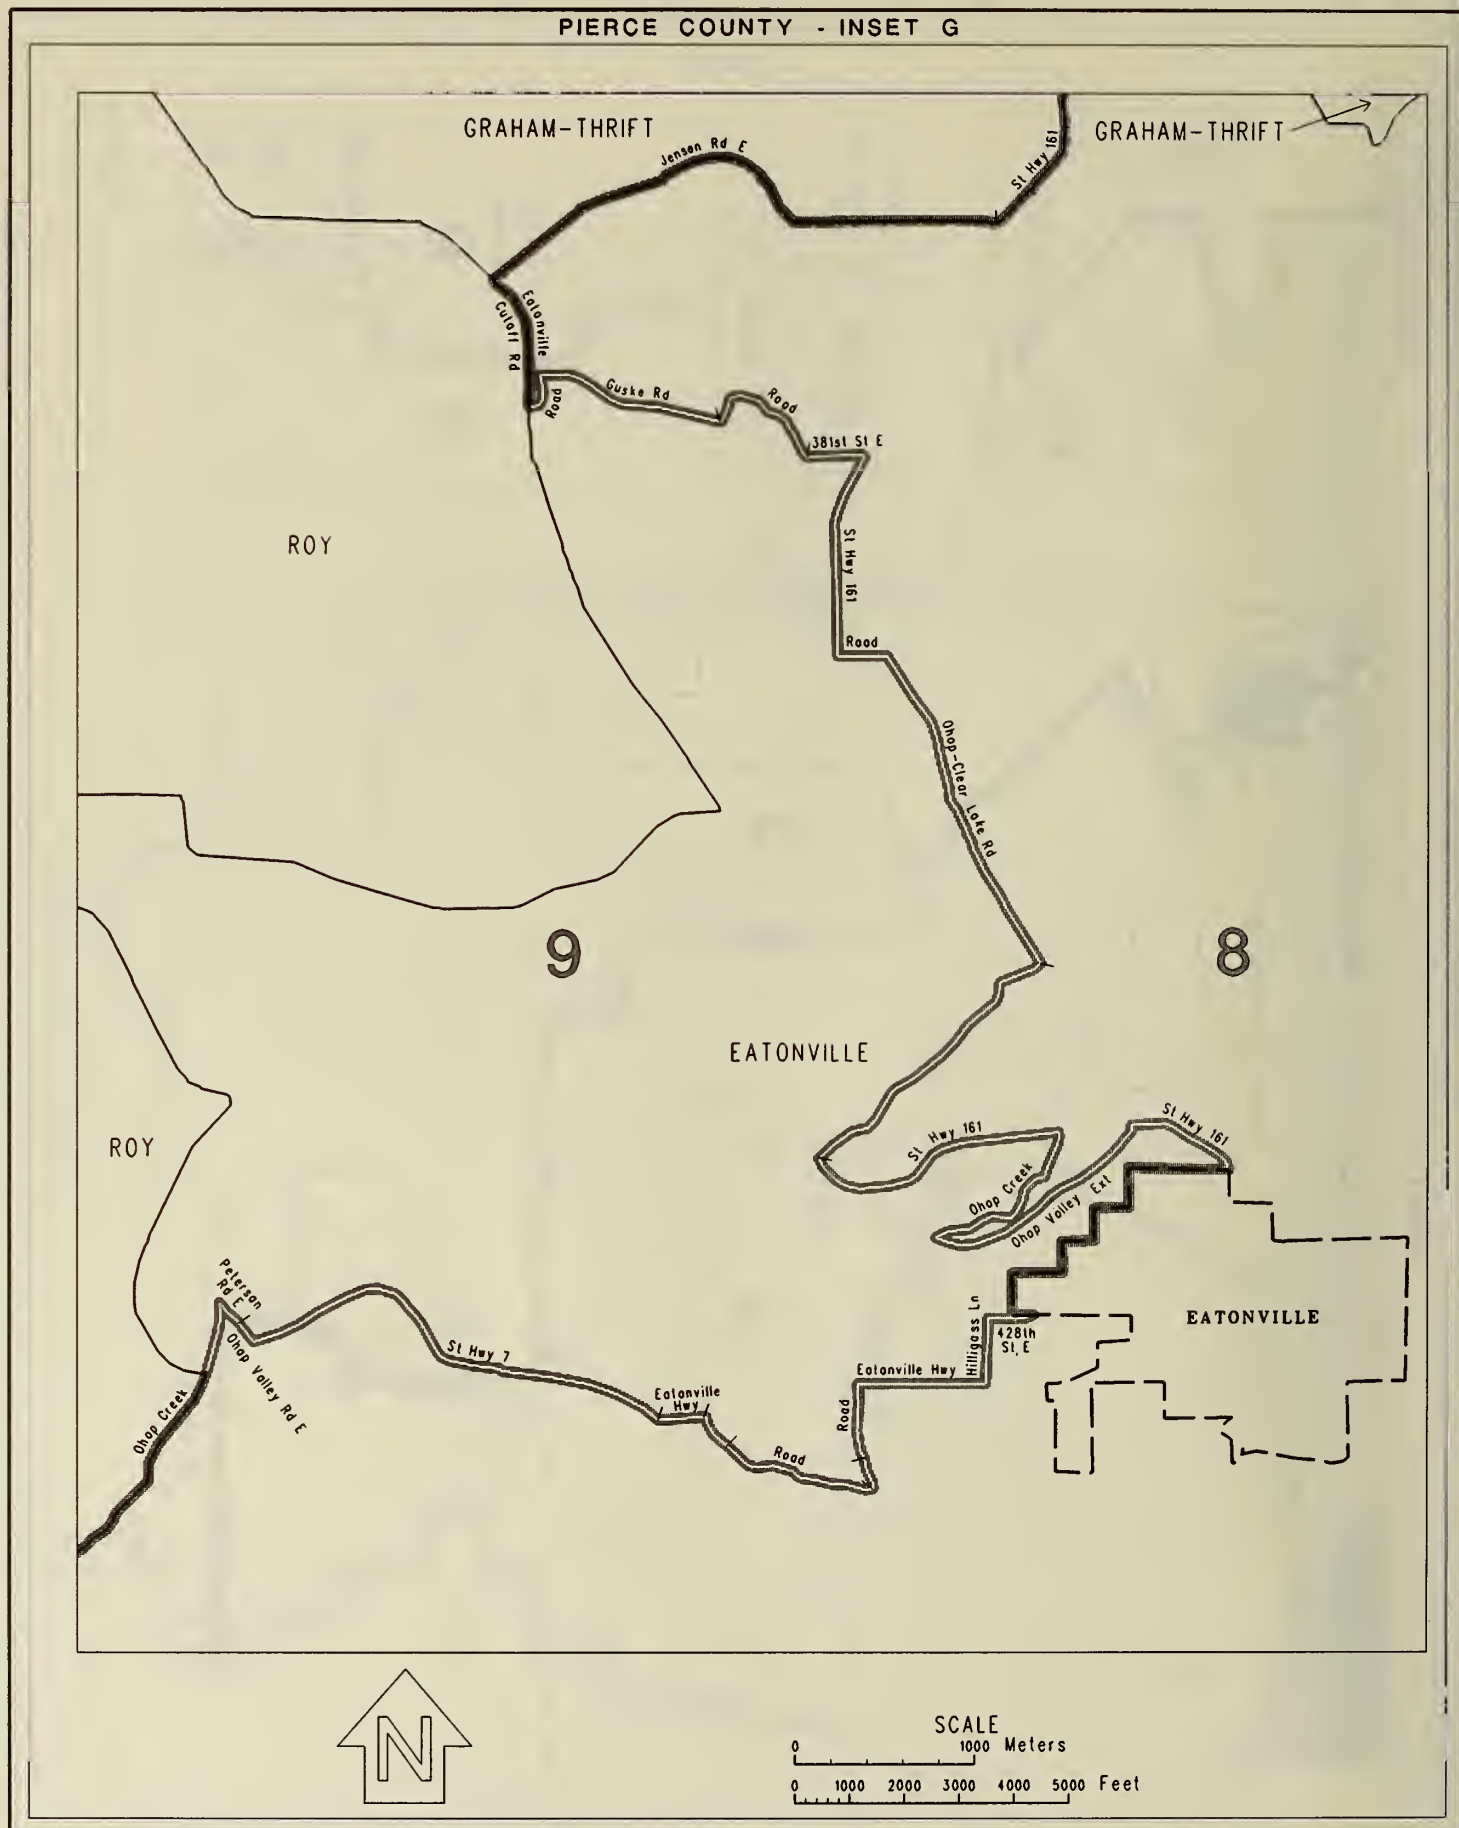 PIERCE COUNTY - INSET G
GRAHAM-THRIFT
GRAHAM-THRIFT
Jensen Rd E
St Hwy 161
Eatonville
Cutoff Rd
Road
Guske Rd
Road
381st St E
ROY
St Hwy 161
Road
Ohop-Clear Lake Rd
9
8
EATONVILLE
ROY
St Hwy 161
St Hwy 161
Ohop Creek
Ohop Valley Ext
Peterson
Rd E
Ohop Valley Rd E
Hilligass Ln
428th
St E
EATONVILLE
St Hwy 7
Eatonville Hwy
Eatonville
Hwy
Road
Ohop Creek
Road
N
SCALE
0 1000 Meters
0 1000 2000 3000 4000 5000 Feet